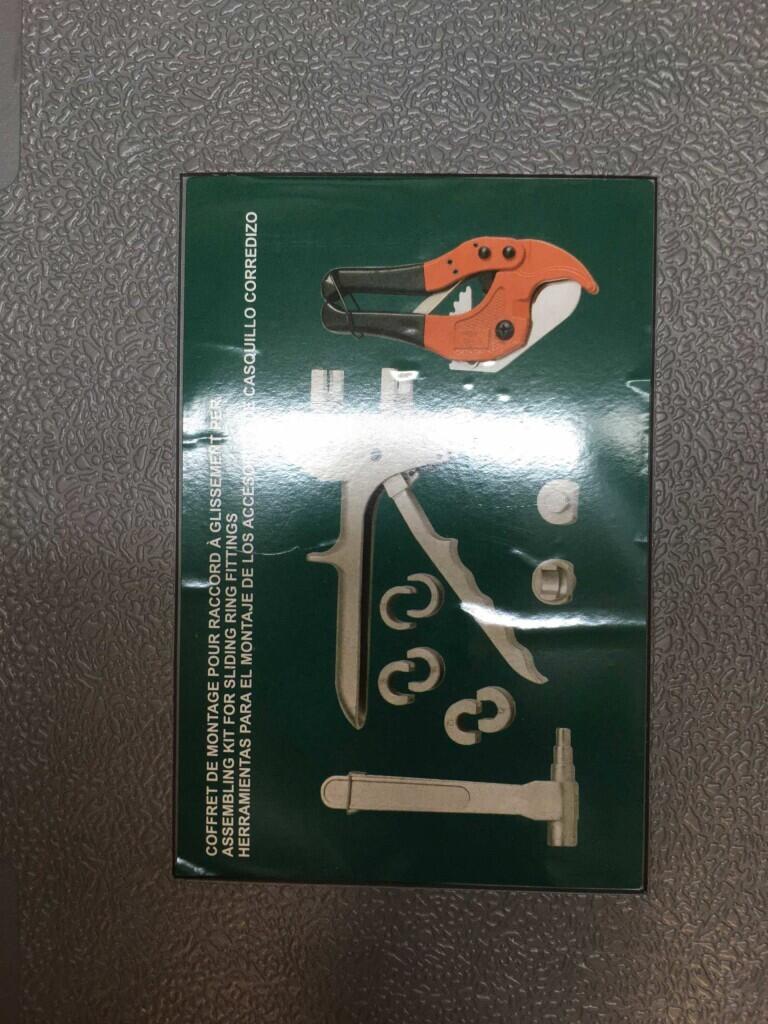 COFFRET DE MONTAGE POUR RACCORD À GLISSEMENT PER
ASSEMBLING KIT FOR SLIDING RING FITTINGS
HERRAMIENTAS PARA EL MONTAJE DE LOS ACCESO CASQUILLO CORREDIZO